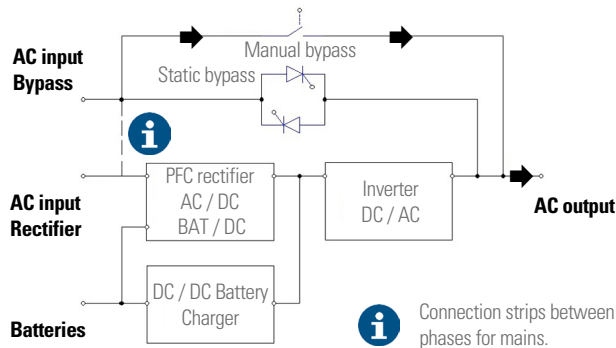 Manual bypass
AC input
Bypass
Static bypass
PFC rectifier
AC / DC
BAT / DC
Inverter
DC / AC
AC input
Rectifier
AC output
DC / DC Battery
Charger
Batteries
Connection strips between
phases for mains.